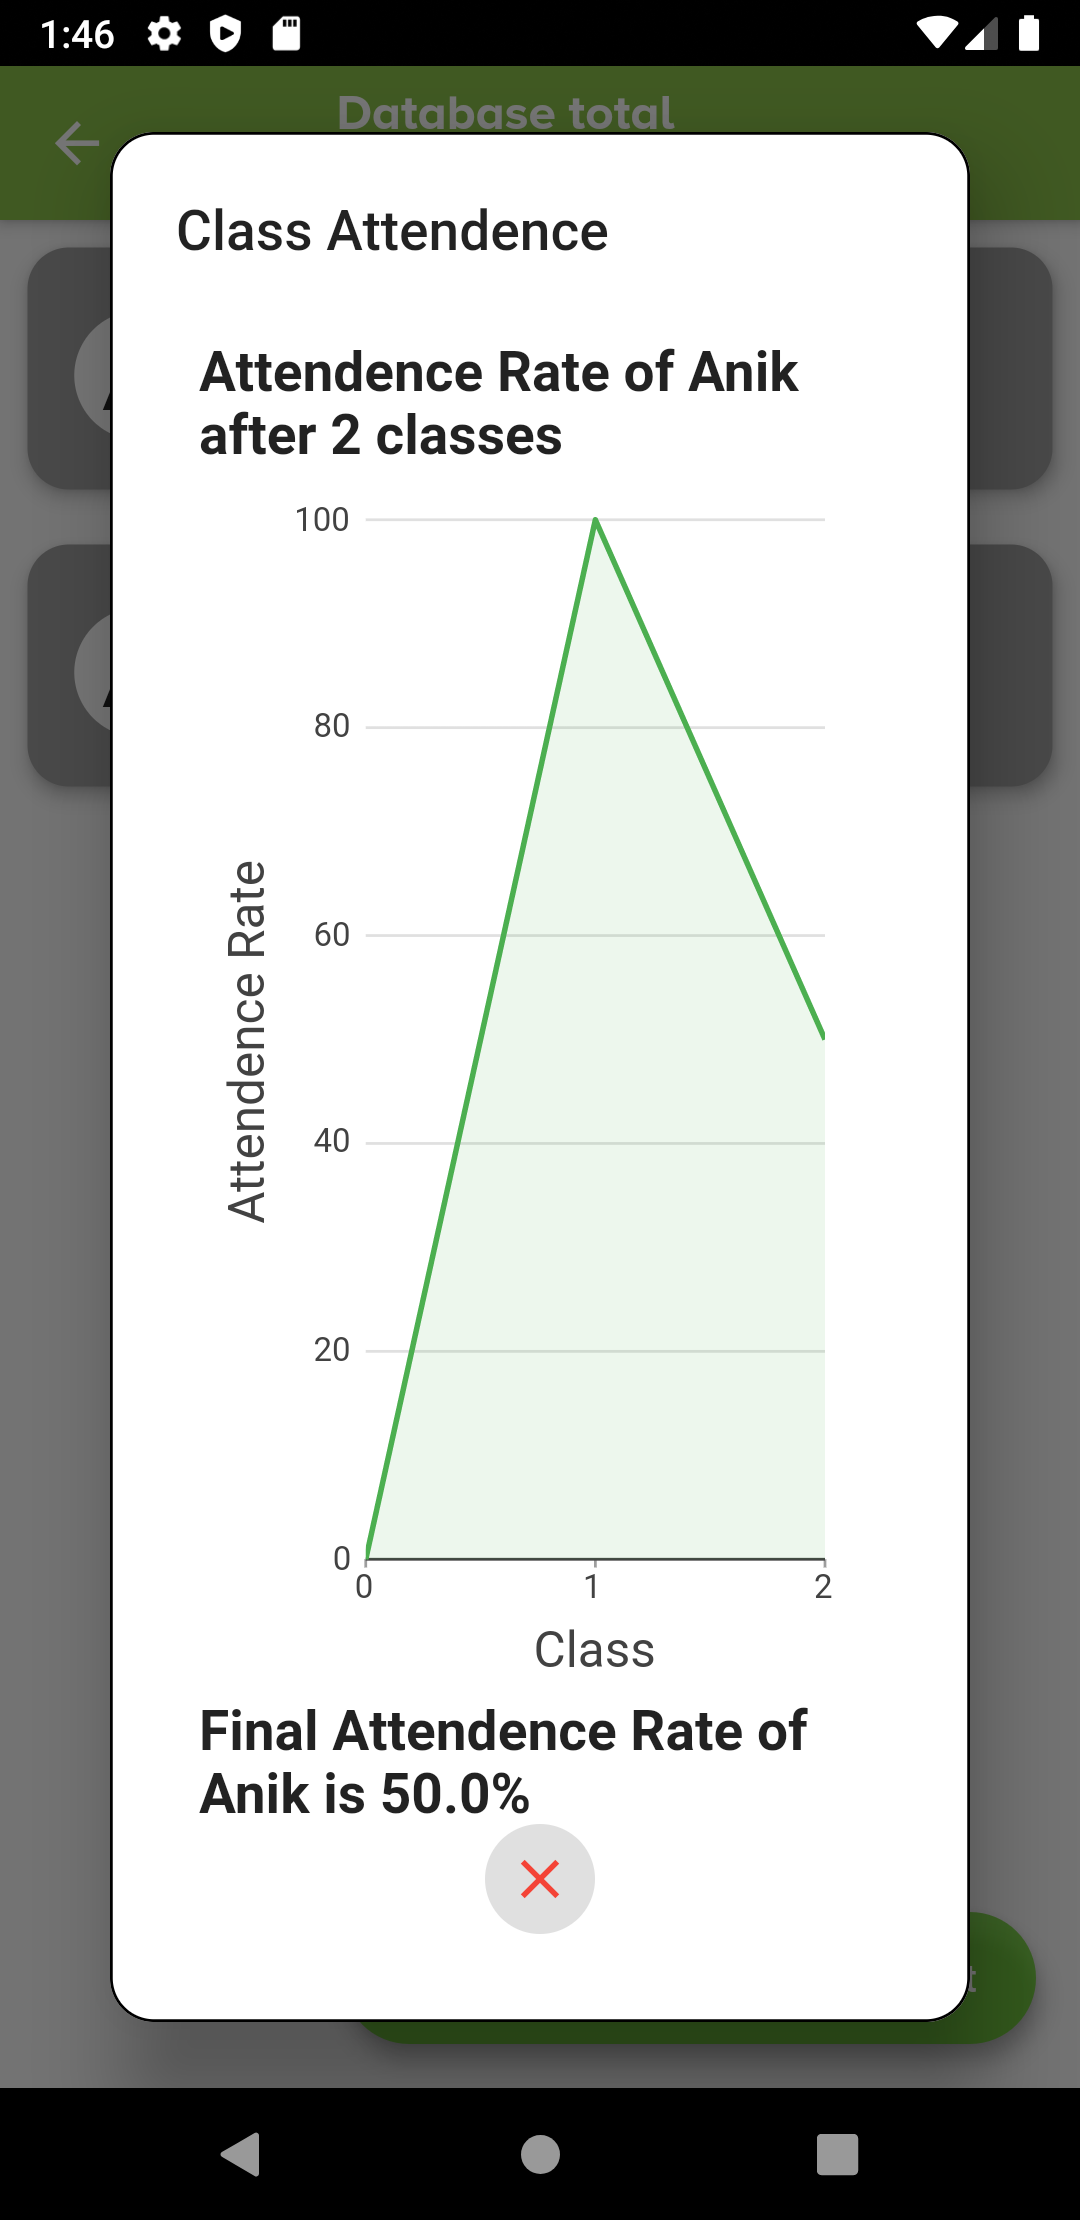 1:46
Database total
Class Attendence
Attendence Rate of Anik
after 2 classes
100
80
60
40
20
0
Attendence Rate
0 1 2
Class
Final Attendence Rate of
Anik is 50.0%